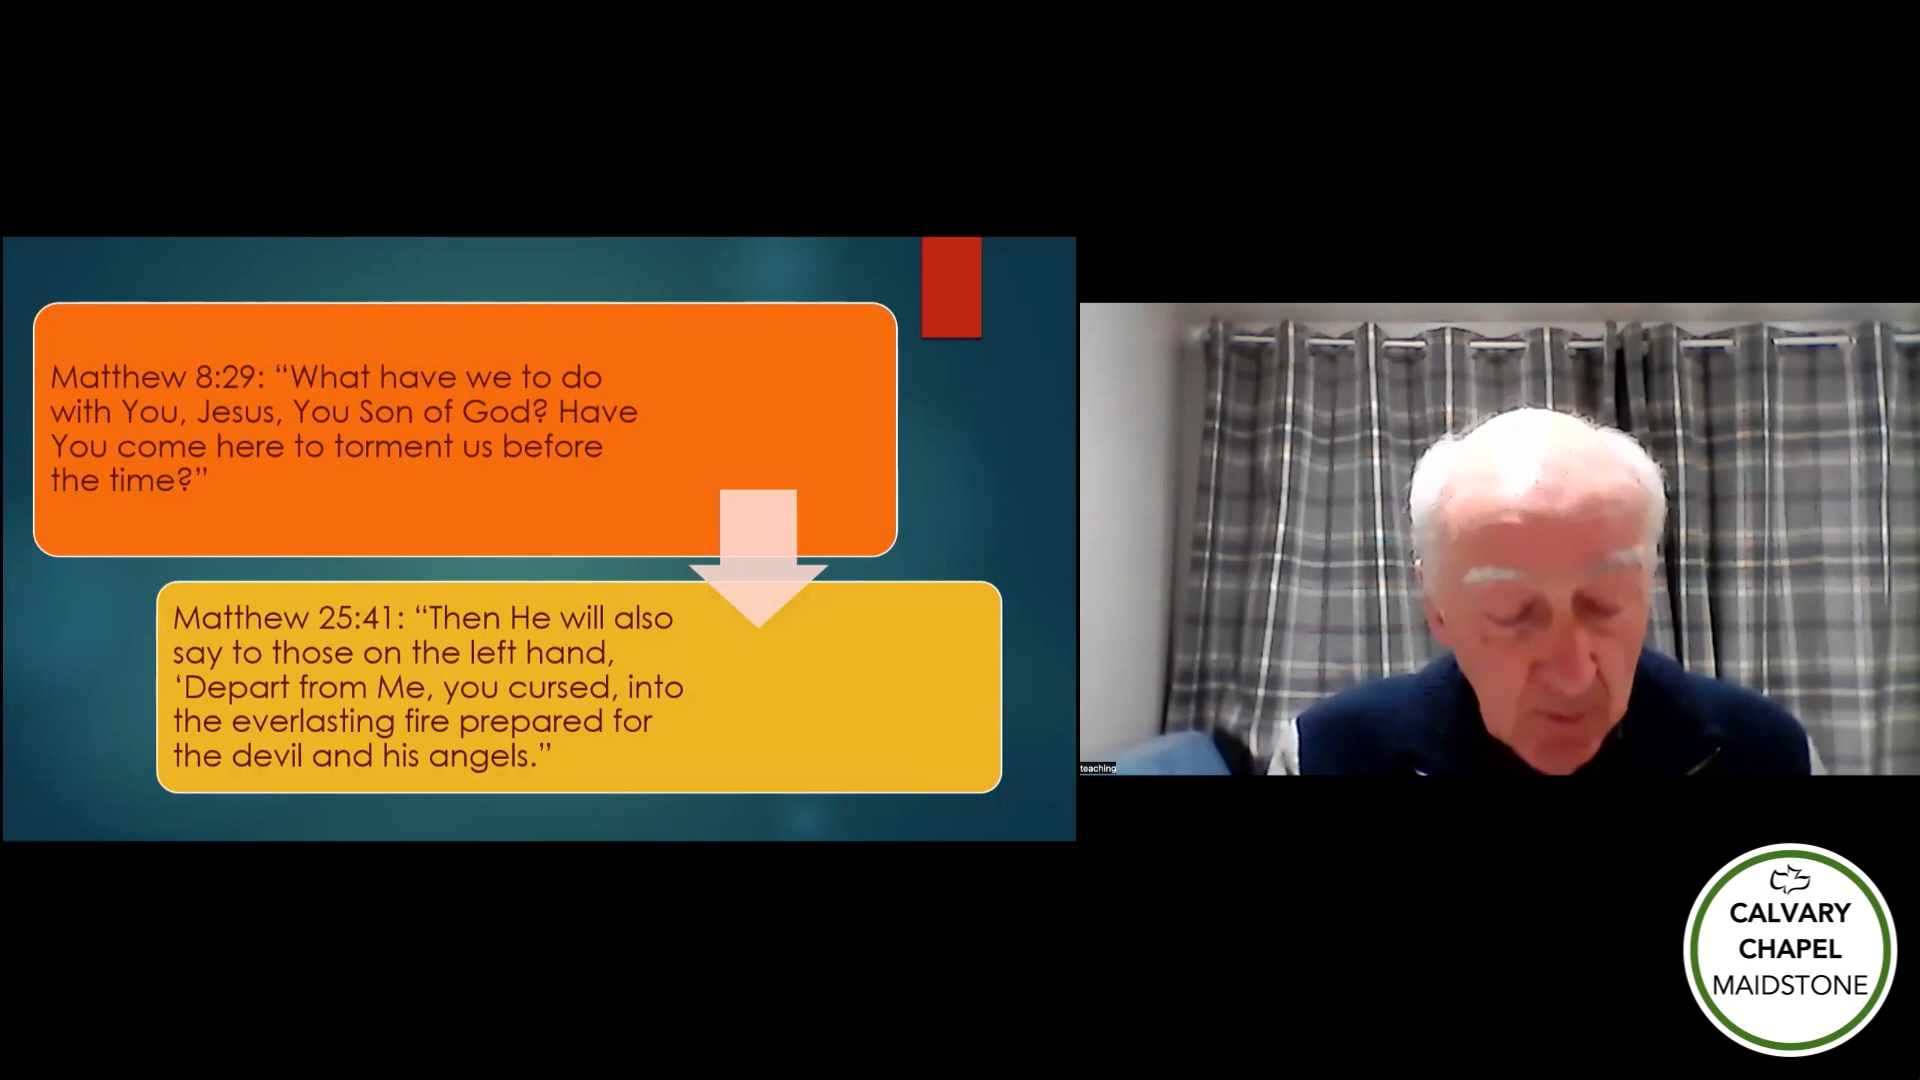 Matthew 8:29: “What have we to do
with You, Jesus, You Son of God? Have
You come here to torment us before
the time?”
Matthew 25:41: “Then He will also
say to those on the left hand,
‘Depart from Me, you cursed, into
the everlasting fire prepared for
the devil and his angels.”
teaching
CALVARY
CHAPEL
MAIDSTONE